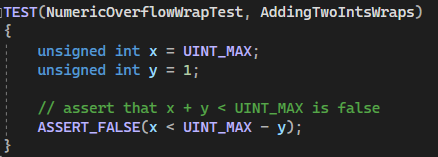 TEST(NumericOverflowWrapTest, AddingTwoIntsWraps)
{
    unsigned int x = UINT_MAX;
    unsigned int y = 1;
    // assert that x + y < UINT_MAX is false
    ASSERT_FALSE(x < UINT_MAX - y);
}